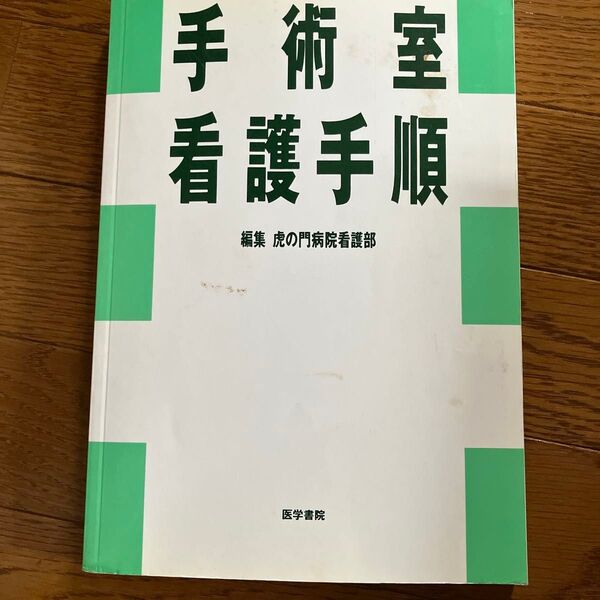 手術室
看護手順
編集 虎の門病院看護部
医学書院